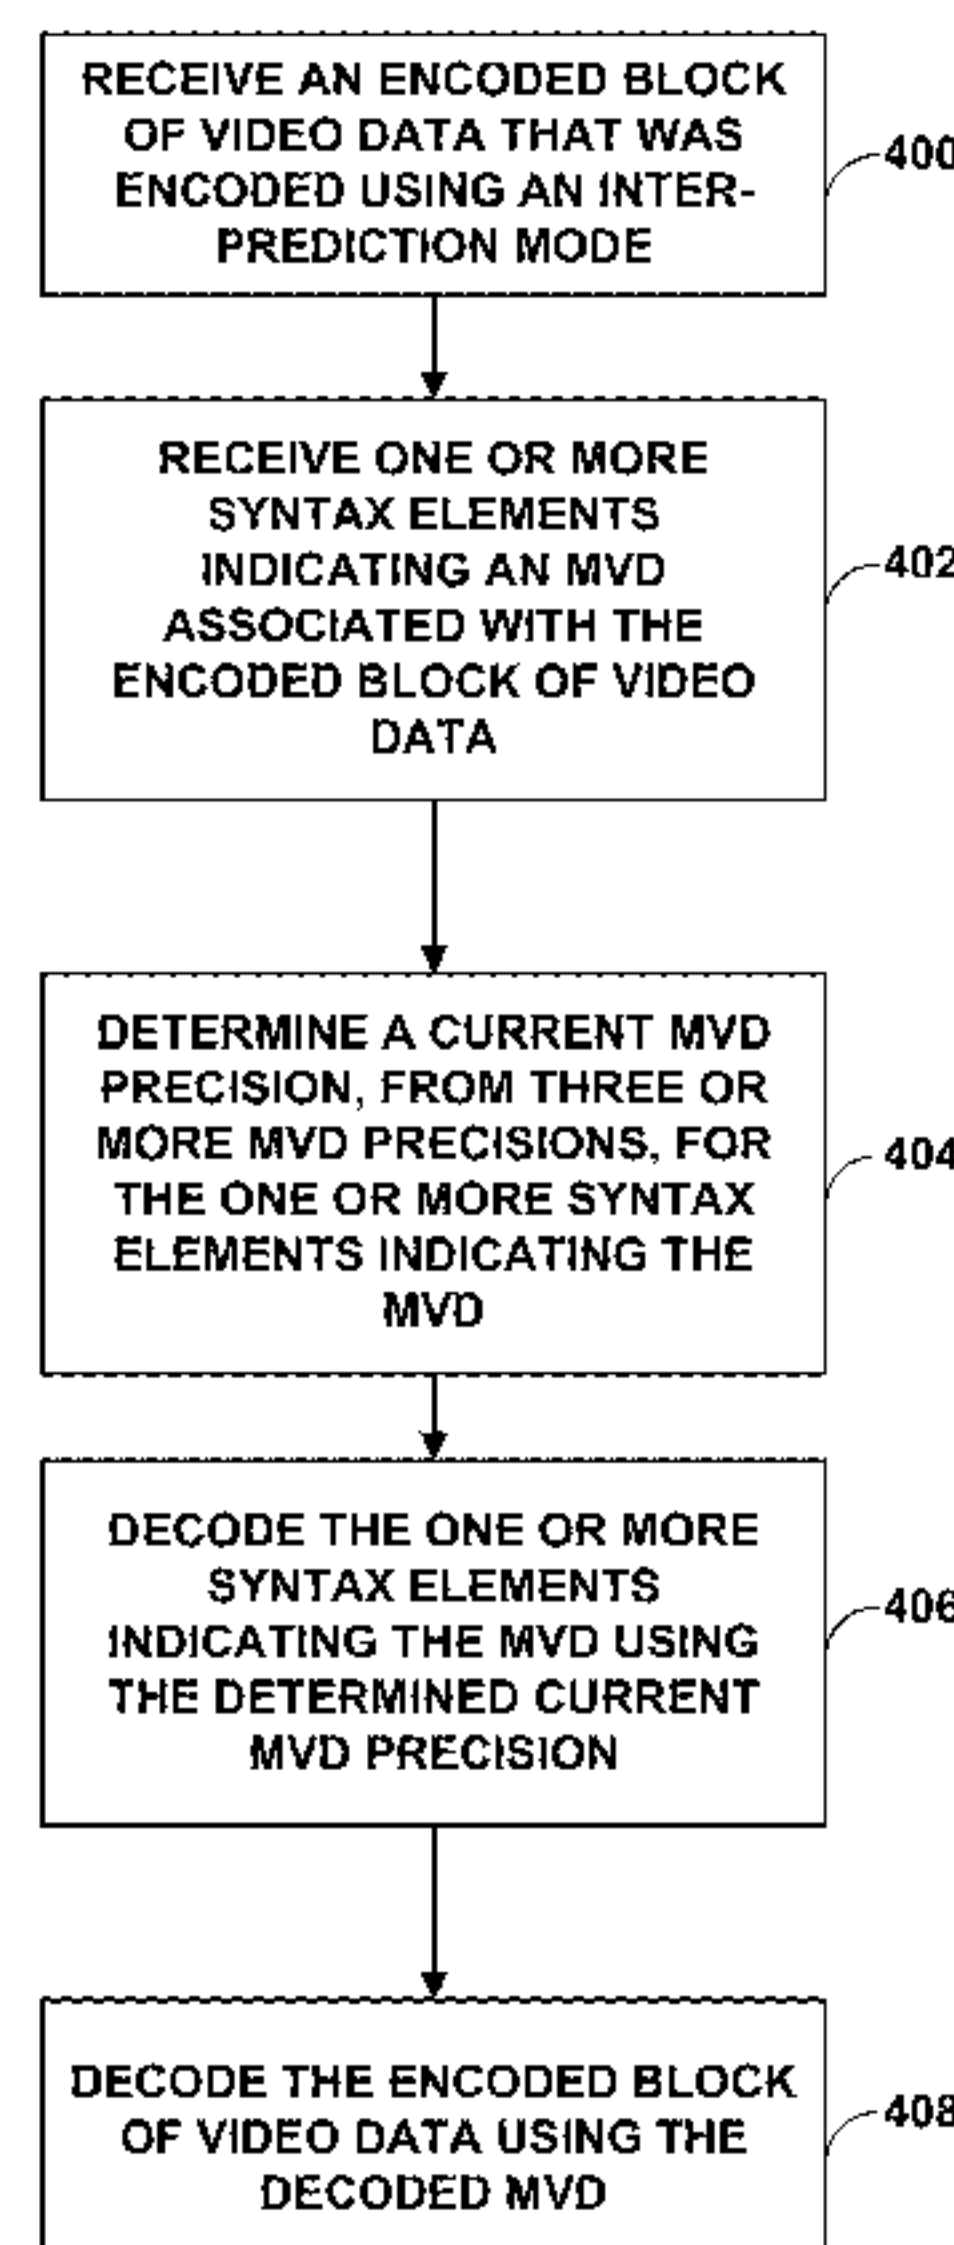 RECEIVE AN ENCODED BLOCK
OF VIDEO DATA THAT WAS
ENCODED USING AN INTER-
PREDICTION MODE
400
RECEIVE ONE OR MORE
SYNTAX ELEMENTS
INDICATING AN MVD
ASSOCIATED WITH THE
ENCODED BLOCK OF VIDEO
DATA
402
DETERMINE A CURRENT MVD
PRECISION, FROM THREE OR
MORE MVD PRECISIONS, FOR
THE ONE OR MORE SYNTAX
ELEMENTS INDICATING THE
MVD
404
DECODE THE ONE OR MORE
SYNTAX ELEMENTS
INDICATING THE MVD USING
THE DETERMINED CURRENT
MVD PRECISION
406
DECODE THE ENCODED BLOCK
OF VIDEO DATA USING THE
DECODED MVD
408